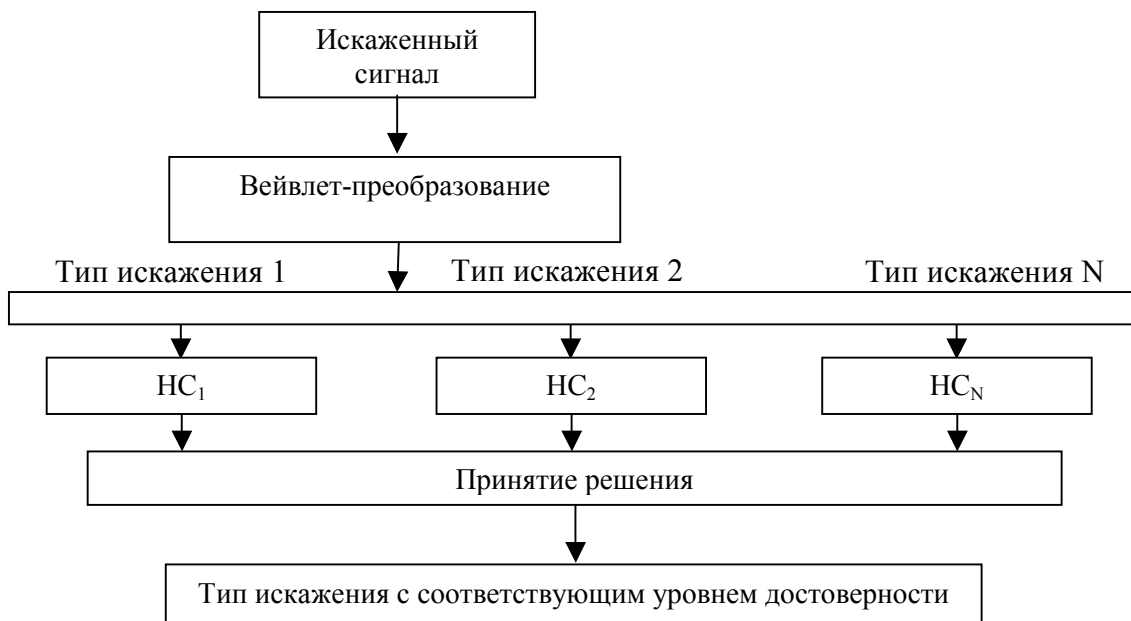 Искаженный
сигнал
Вейвлет-преобразование
Тип искажения 1 Тип искажения 2 Тип искажения N
НС₁ НС₂ НС_N
Принятие решения
Тип искажения с соответствующим уровнем достоверности